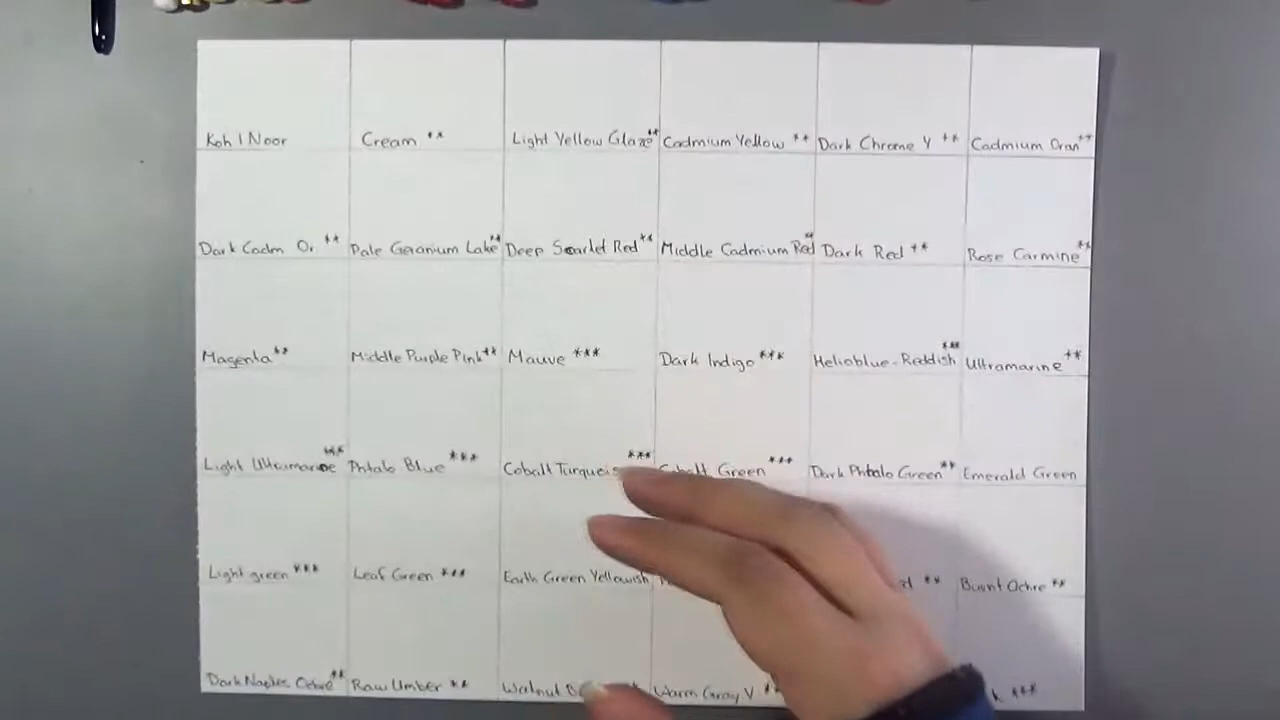 Koh I Noor
Cream **
Light Yellow Glaze **
Cadmium Yellow **
Dark Chrome Y **
Cadmium Oran **
Dark Cadm Or. **
Pale Geranium Lake **
Deep Scarlet Red **
Middle Cadmium Red **
Dark Red **
Rose Carmine **
Magenta **
Middle Purple Pink **
Mauve ***
Dark Indigo ***
Helioblue-Reddish ***
Ultramarine **
Light Ultramarine ***
Phtalo Blue ***
Cobalt Turquois ***
Cobalt Green ***
Dark Phtalo Green **
Emerald Green
Light green ***
Leaf Green ***
Earth Green Yellowish
**
Burnt Ochre **
Dark Naples Ochre **
Raw Umber **
Walnut
Warm Gray V **
***